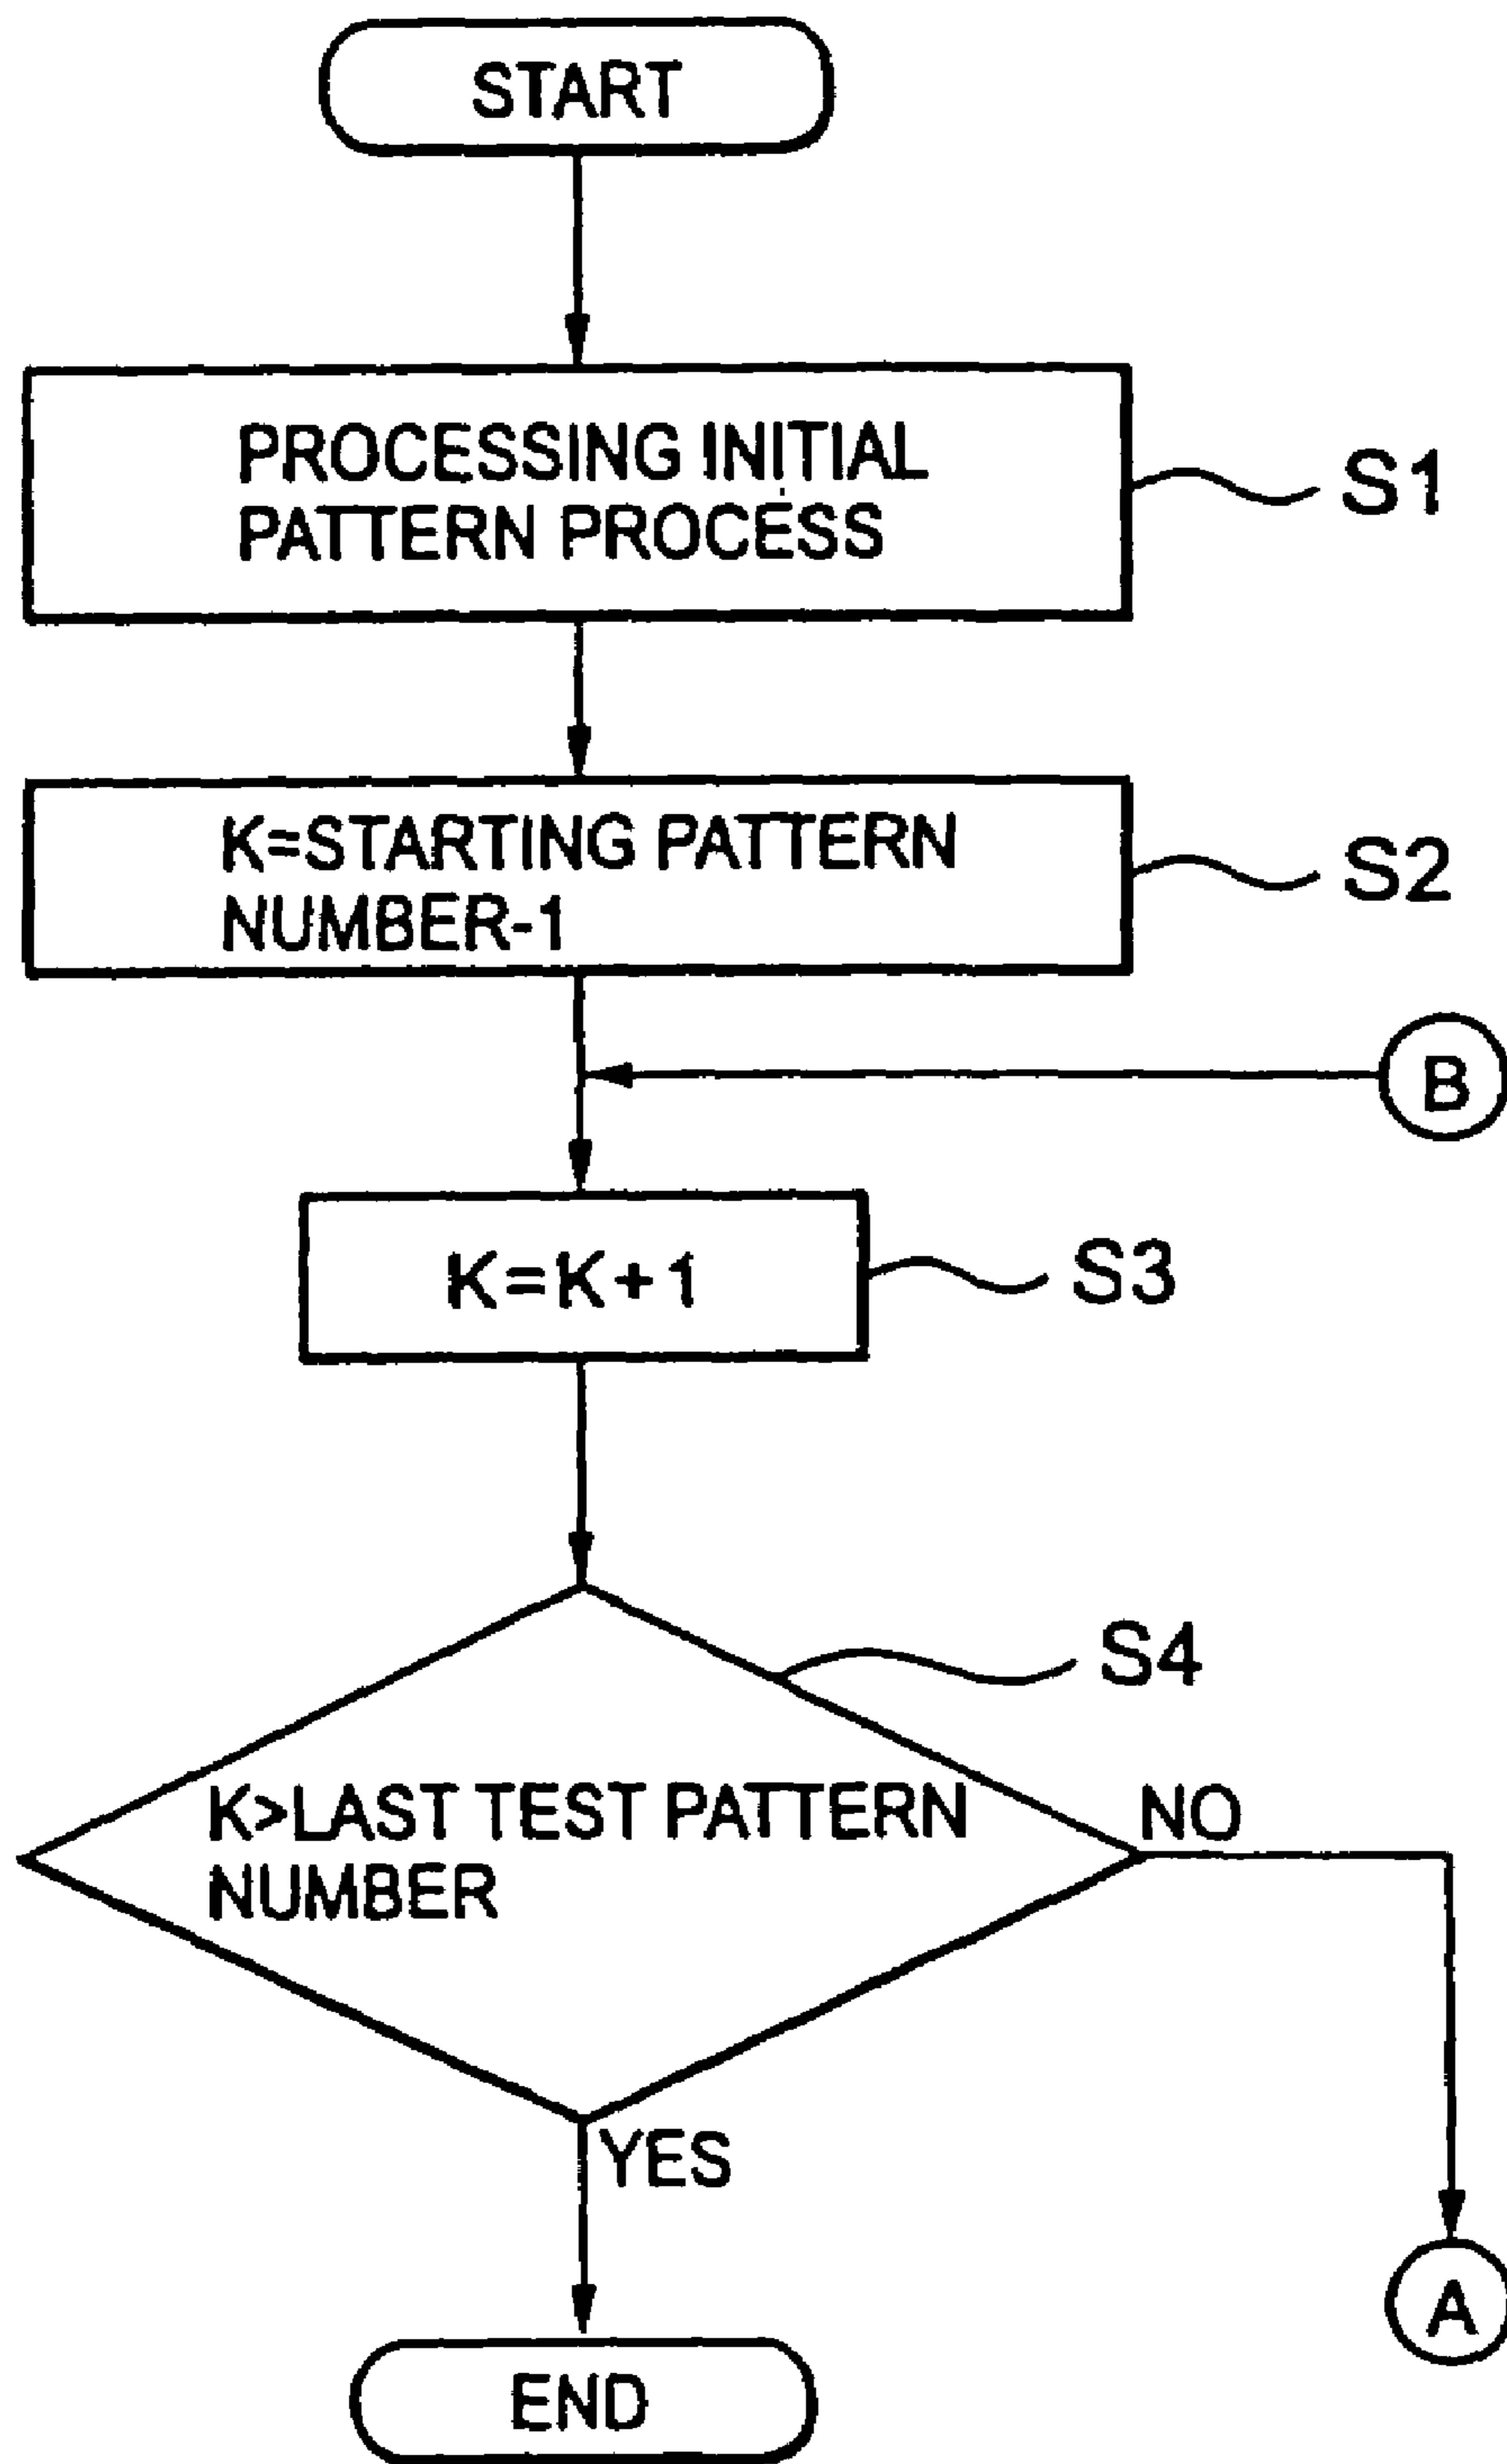 START
PROCESSING INITIAL
PATTERN PROCESS
S1
K=STARTING PATTERN
NUMBER-1
S2
B
K=K+1
S3
S4
K>LAST TEST PATTERN
NUMBER
NO
YES
A
END